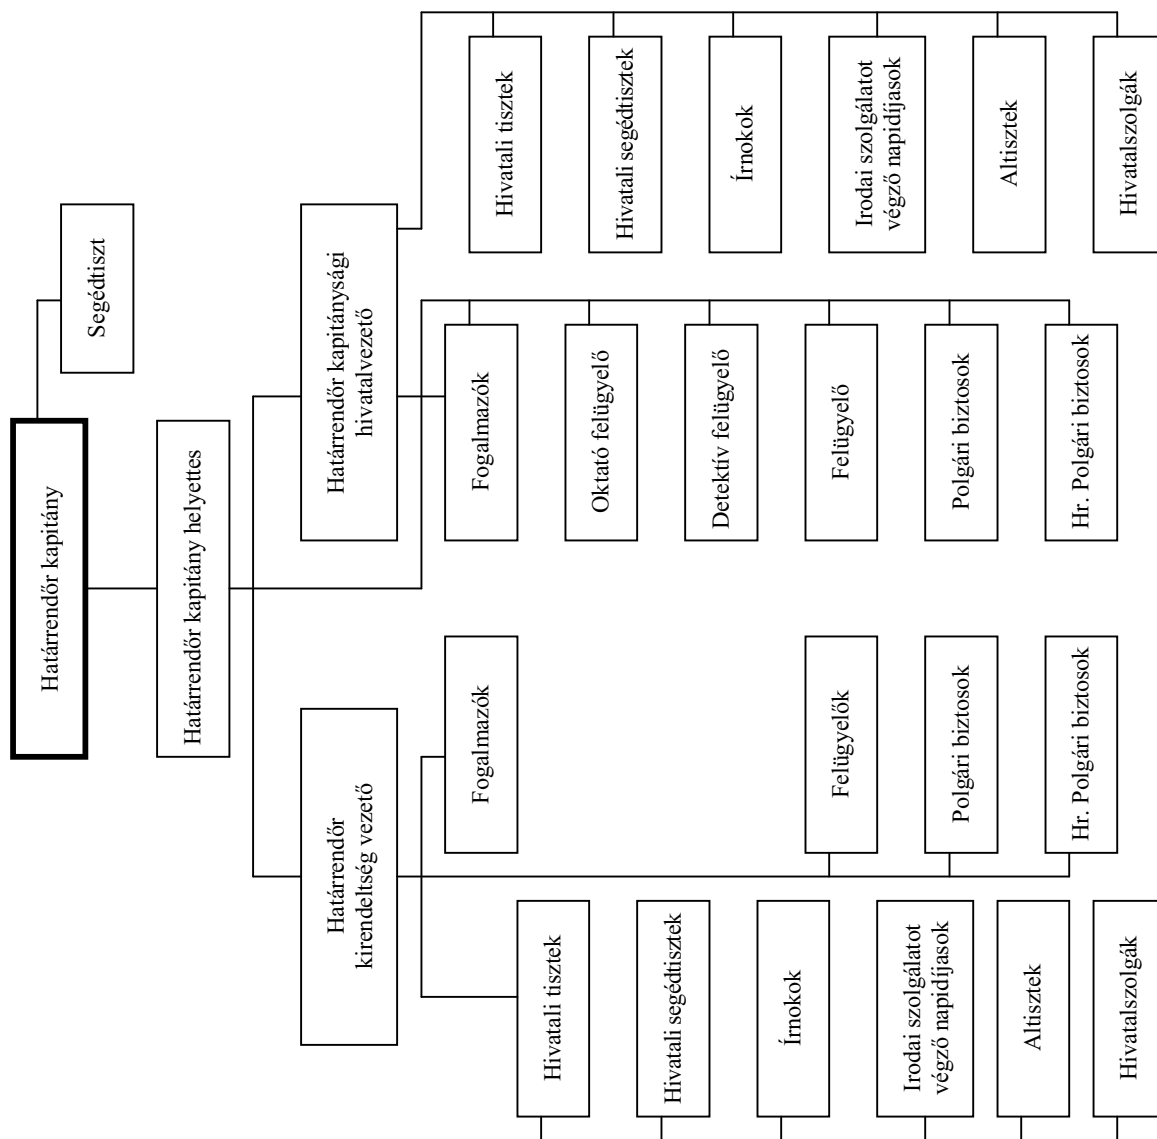 Határrendőr kapitány
Segédtiszt
Határrendőr kapitány helyettes
Határrendőr
kirendeltség vezető
Határrendőr kapitánysági
hivatalvezető
Hivatali tisztek
Hivatali segédtisztek
Írnokok
Irodai szolgálatot
végző napidíjasok
Altisztek
Hivatalszolgák
Fogalmazók
Felügyelők
Polgári biztosok
Hr. Polgári biztosok
Fogalmazók
Oktató felügyelő
Detektív felügyelő
Felügyelő
Polgári biztosok
Hr. Polgári biztosok
Hivatali tisztek
Hivatali segédtisztek
Írnokok
Irodai szolgálatot
végző napidíjasok
Altisztek
Hivatalszolgák